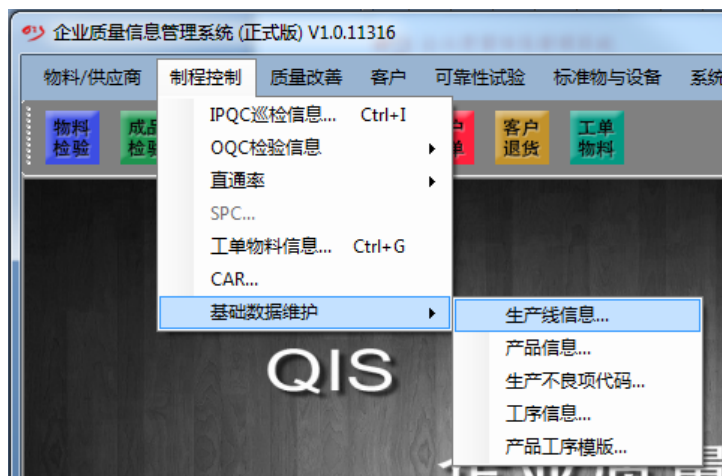 企业质量信息管理系统 (正式版) V1.0.11316
物料/供应商 制程控制 质量改善 客户 可靠性试验 标准物与设备 系统
物料检验
成品检验
客户退货
工单物料
IPQC巡检信息... Ctrl+I
OQC检验信息
直通率
SPC...
工单物料信息... Ctrl+G
CAR...
基础数据维护
生产线信息...
产品信息...
生产不良项代码...
工序信息...
产品工序模版...
QIS